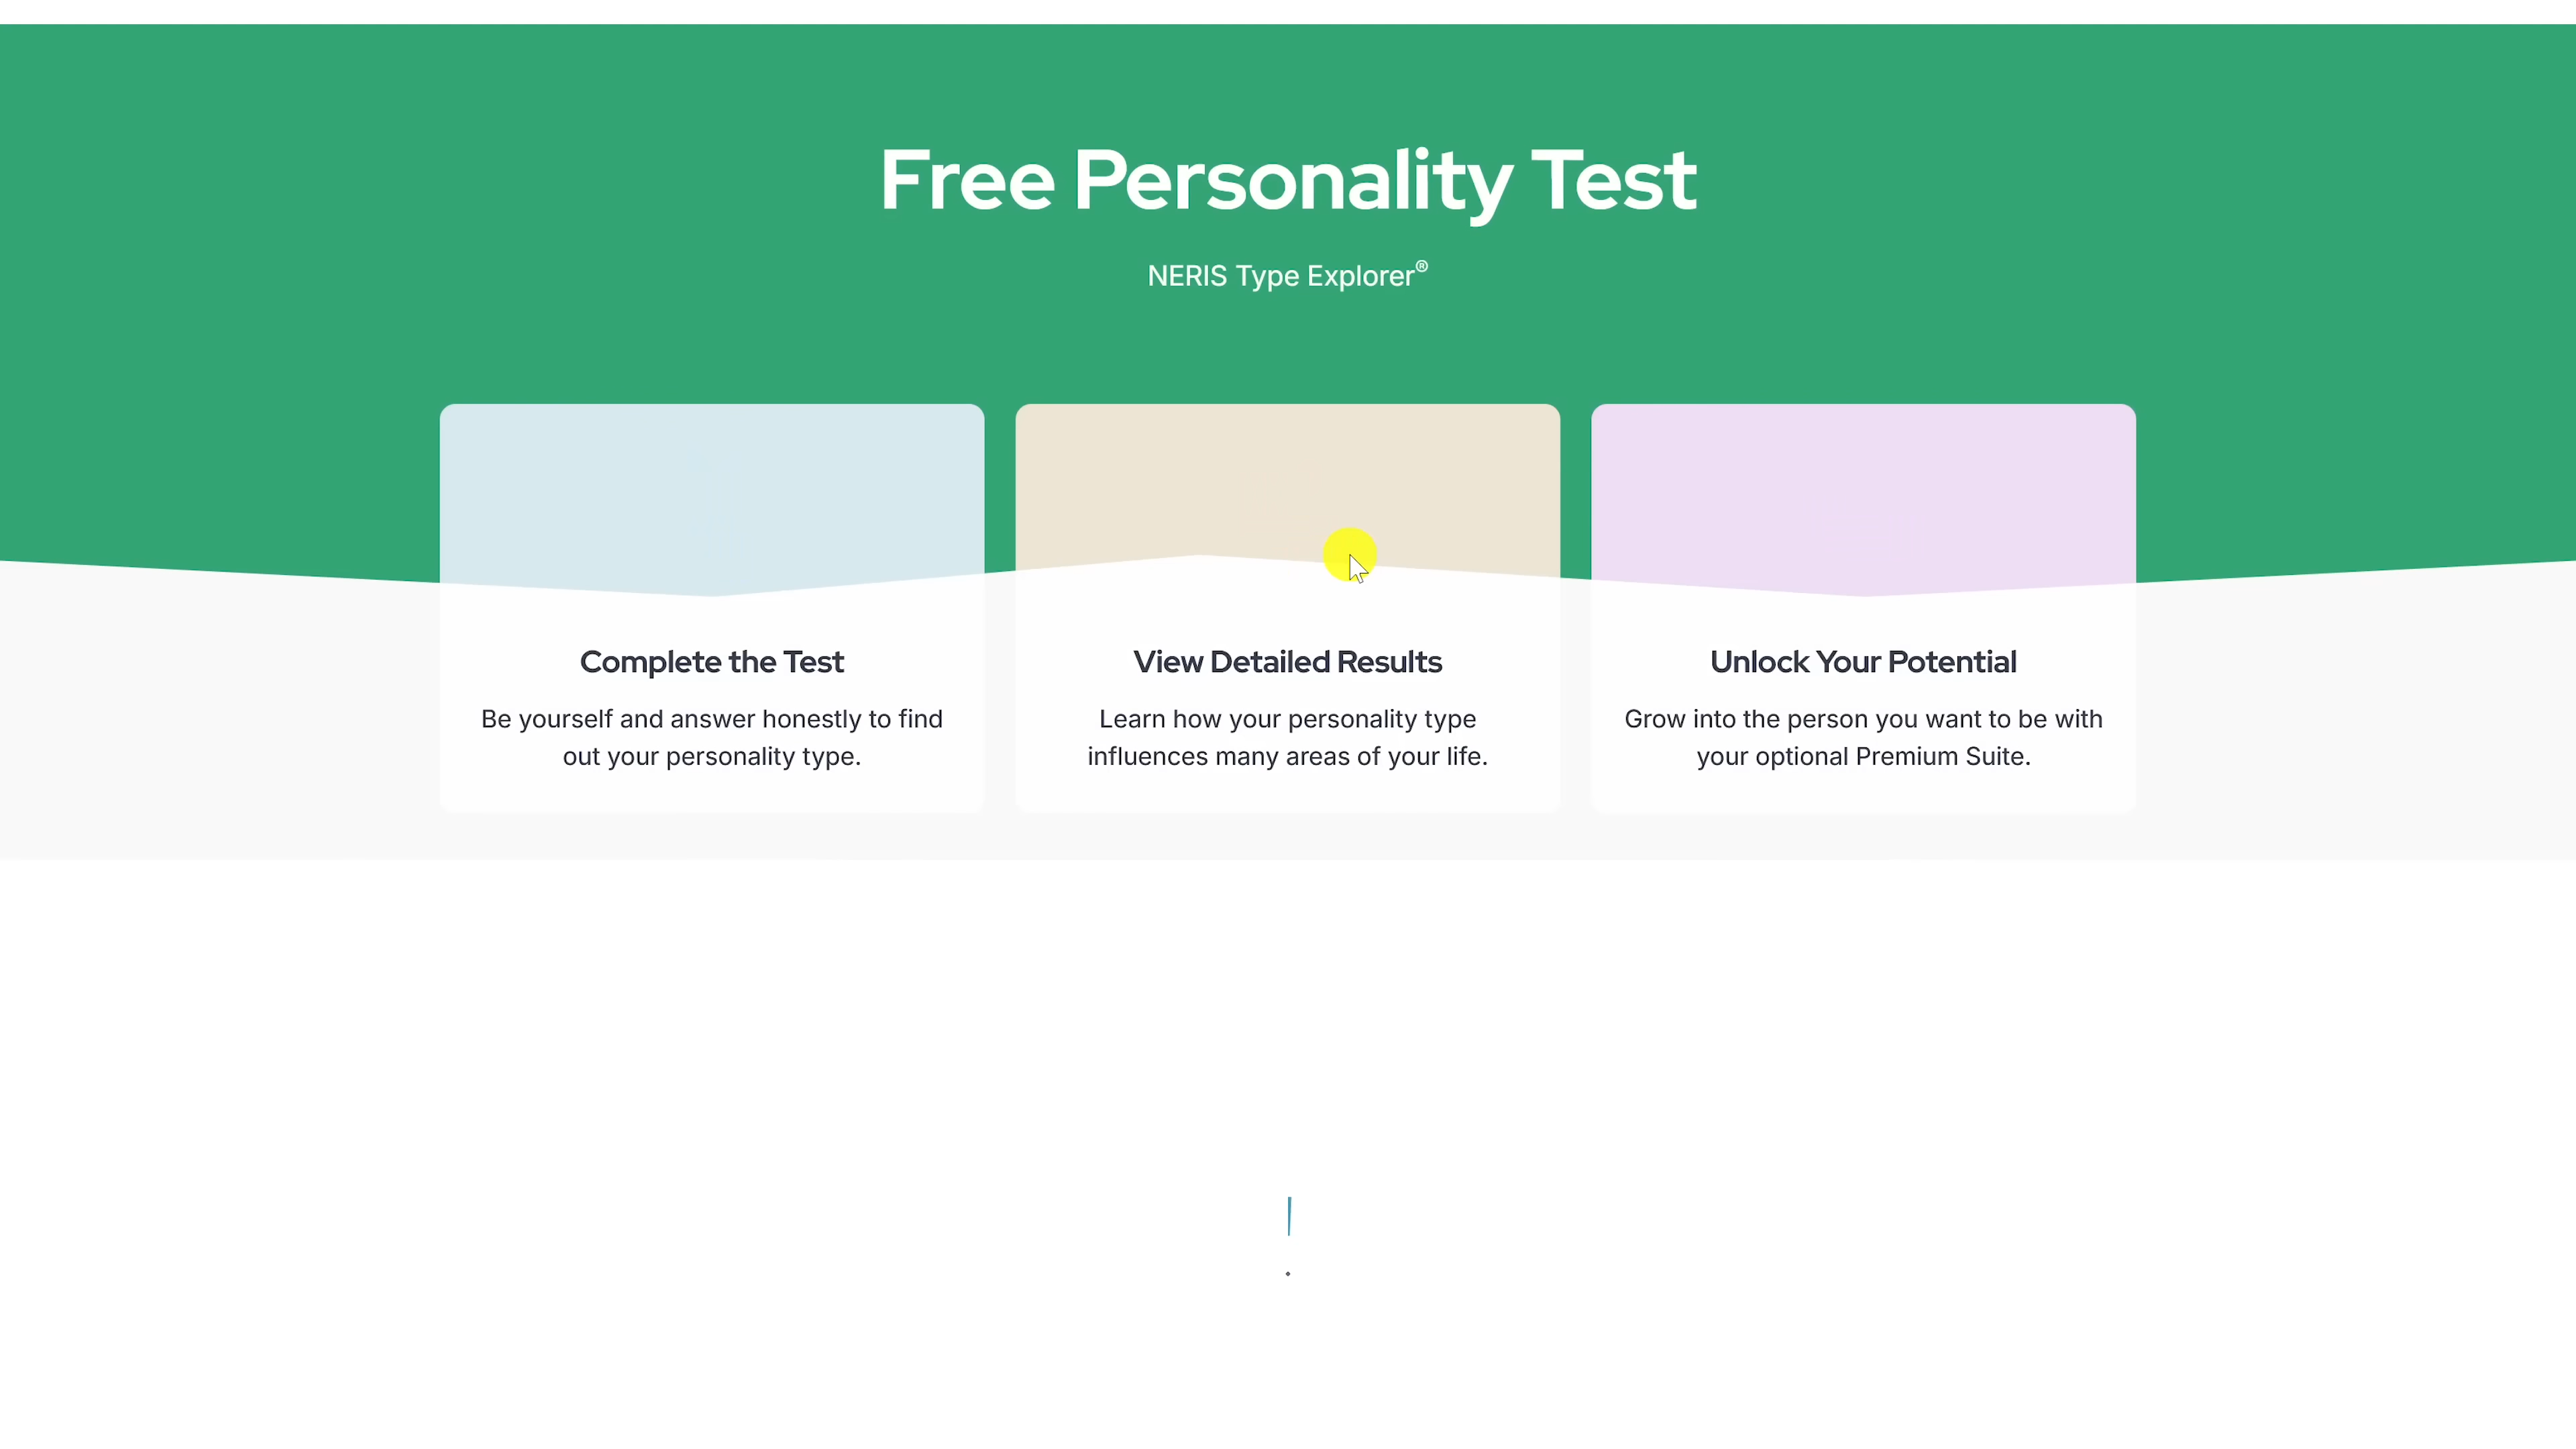 Free Personality Test
NERIS Type Explorer®
Complete the Test
Be yourself and answer honestly to find
out your personality type.
View Detailed Results
Learn how your personality type
influences many areas of your life.
Unlock Your Potential
Grow into the person you want to be with
your optional Premium Suite.